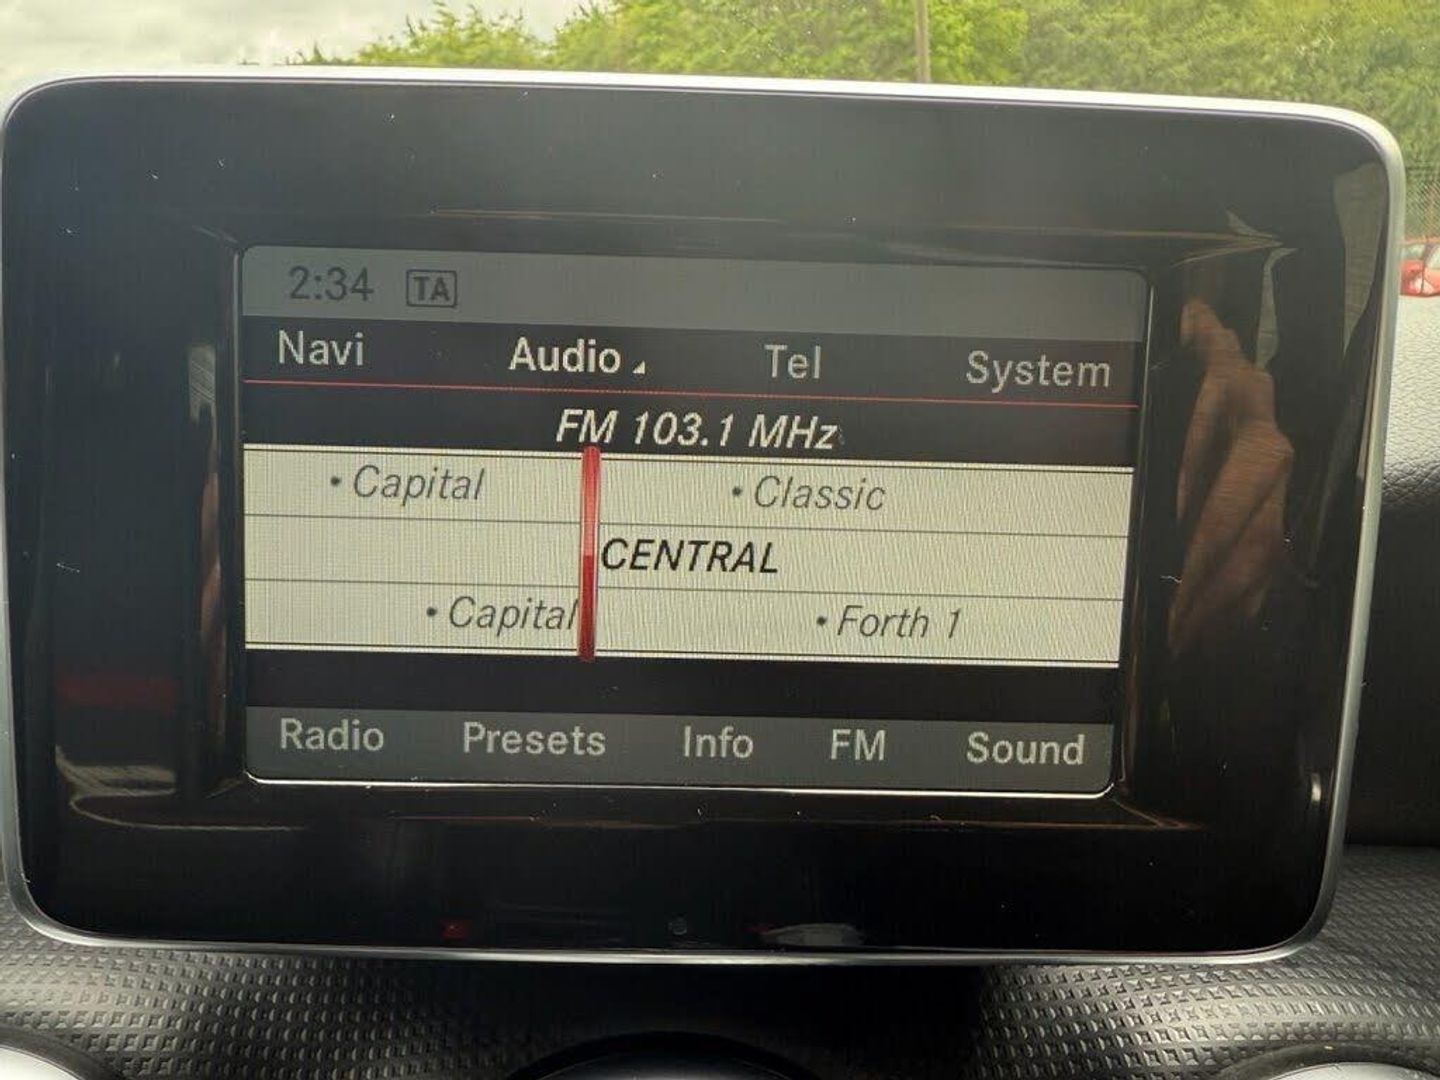 2:34 TA
Navi Audio Tel System
FM 103.1 MHz
• Capital • Classic
CENTRAL
• Capital • Forth 1
Radio Presets Info FM Sound